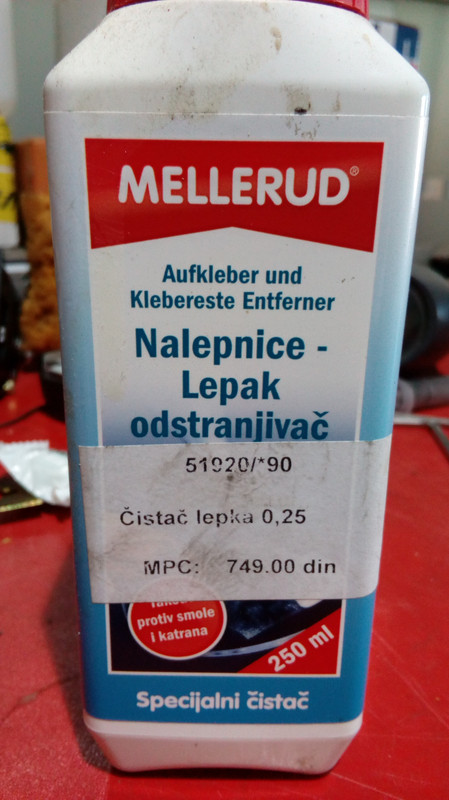 MELLERUD®
Aufkleber und
Klebereste Entferner
Nalepnice -
Lepak
odstranjivač
51920/*90
Čistač lepka 0,25
MPC: 749.00 din
protiv smole
i katrana
250 ml
Specijalni čistač